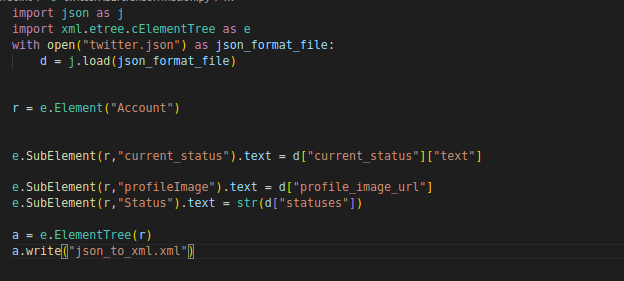 import json as j
import xml.etree.cElementTree as e
with open("twitter.json") as json_format_file:
    d = j.load(json_format_file)
r = e.Element("Account")
e.SubElement(r,"current_status").text = d["current_status"]["text"]
e.SubElement(r,"profileImage").text = d["profile_image_url"]
e.SubElement(r,"Status").text = str(d["statuses"])
a = e.ElementTree(r)
a.write("json_to_xml.xml")